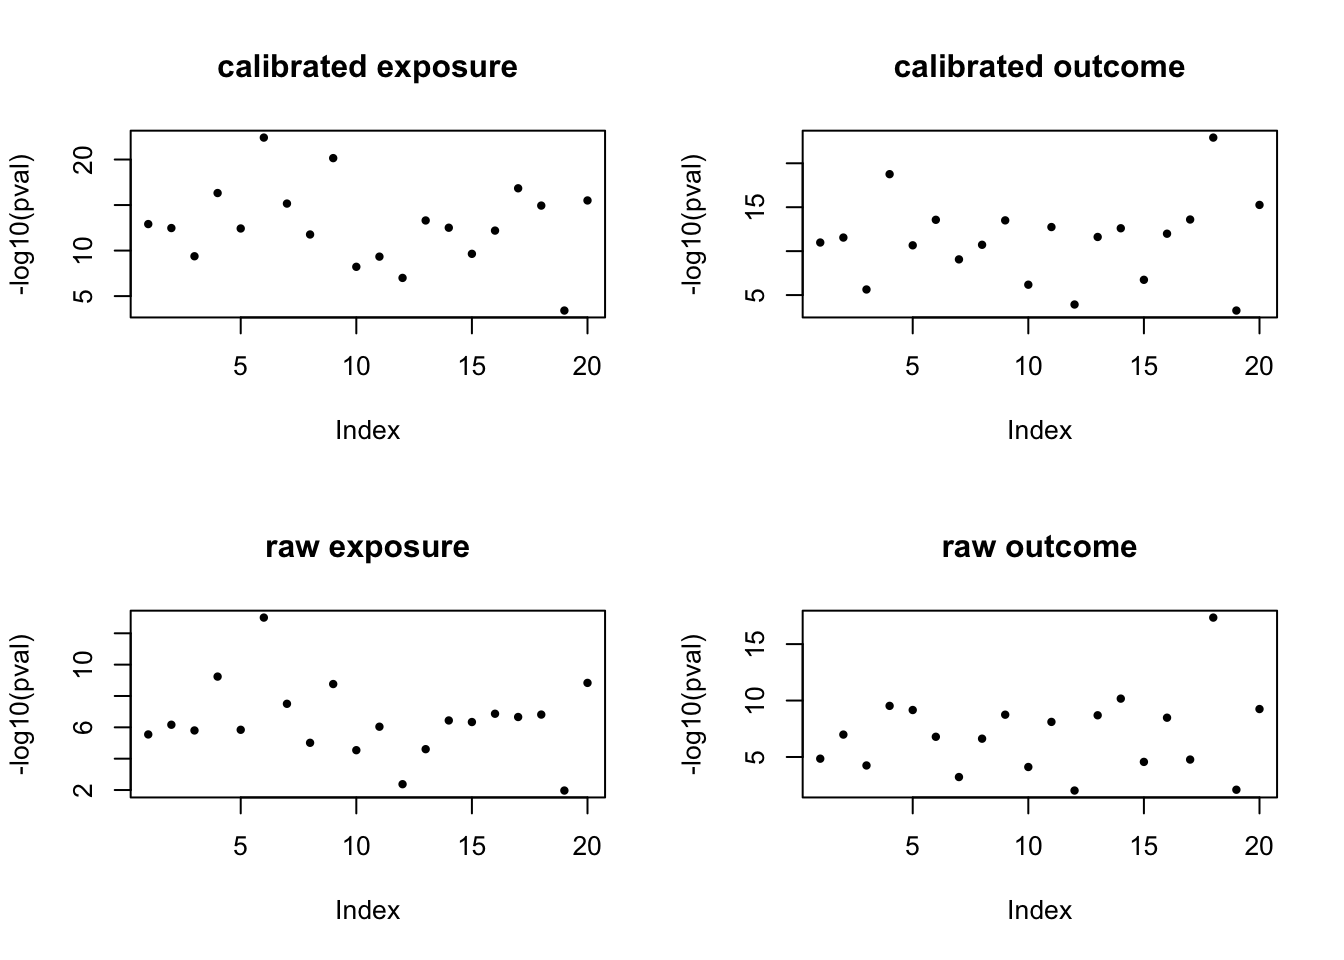 calibrated exposure
-log10(pval)
20
10
5
5 10 15 20
Index
calibrated outcome
-log10(pval)
15
5
5 10 15 20
Index
raw exposure
-log10(pval)
10
6
2
5 10 15 20
Index
raw outcome
-log10(pval)
15
10
5
5 10 15 20
Index